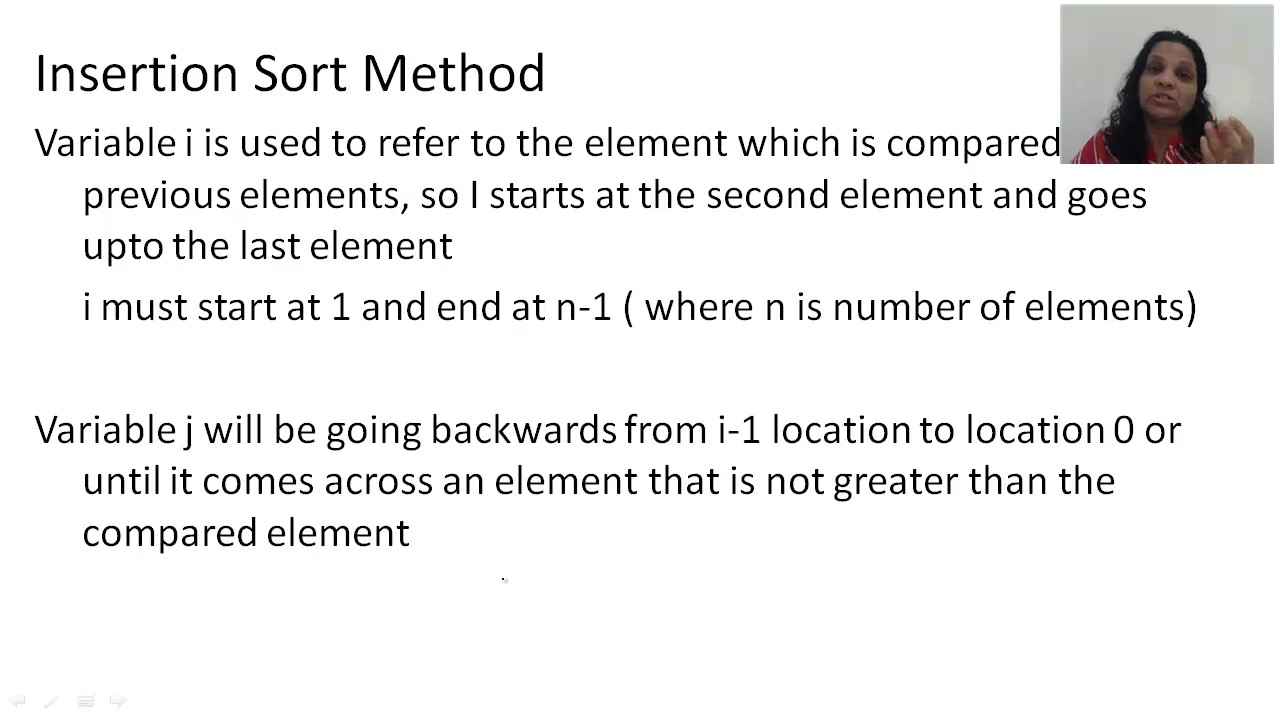 Insertion Sort Method
Variable i is used to refer to the element which is compared
previous elements, so I starts at the second element and goes
upto the last element
i must start at 1 and end at n-1 ( where n is number of elements)
Variable j will be going backwards from i-1 location to location 0 or
until it comes across an element that is not greater than the
compared element